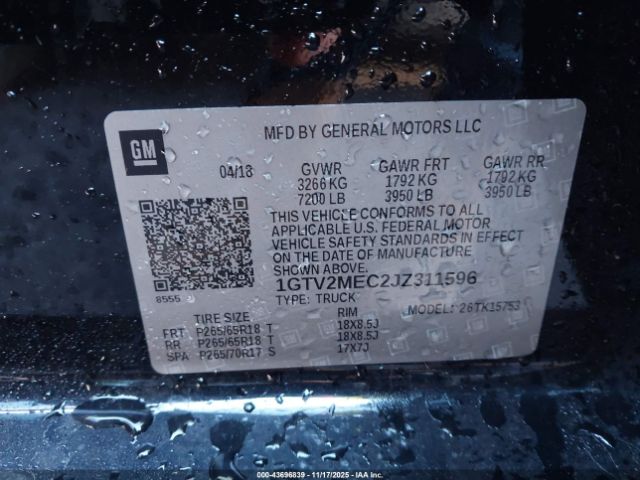 GM
MFD BY GENERAL MOTORS LLC
04/18 GVWR GAWR FRT GAWR RR
3266 KG 1792 KG 1792 KG
7200 LB 3950 LB 3950 LB
THIS VEHICLE CONFORMS TO ALL
APPLICABLE U.S. FEDERAL MOTOR
VEHICLE SAFETY STANDARDS IN EFFECT
ON THE DATE OF MANUFACTURE
SHOWN ABOVE.
8555 1GTV2MEC2JZ311596
TYPE: TRUCK MODEL: 26TK15753
TIRE SIZE RIM
FRT P265/65R18 T 18X8.5J
RR P265/65R18 T 18X8.5J
SPA P265/70R17 S 17X7J
OWNER: 43696839 | 11/17/2025 | IAA, Inc.